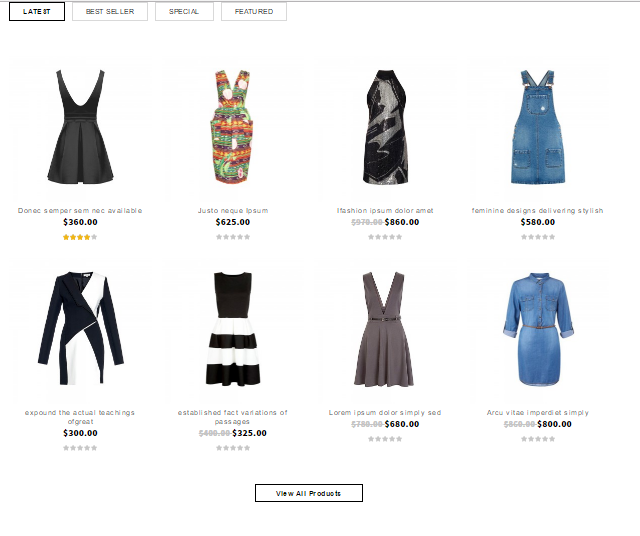 LATEST
BEST SELLER
SPECIAL
FEATURED
Donec semper sem nec available
$360.00
Justo neque Ipsum
$625.00
Ifashion ipsum dolor amet
$970.00 $860.00
feminine designs delivering stylish
$580.00
expound the actual teachings
ofgreat
$300.00
established fact variations of
passages
$400.00 $325.00
Lorem ipsum dolor simply sed
$780.00 $680.00
Arcu vitae imperdiet simply
$800.00
View All Products